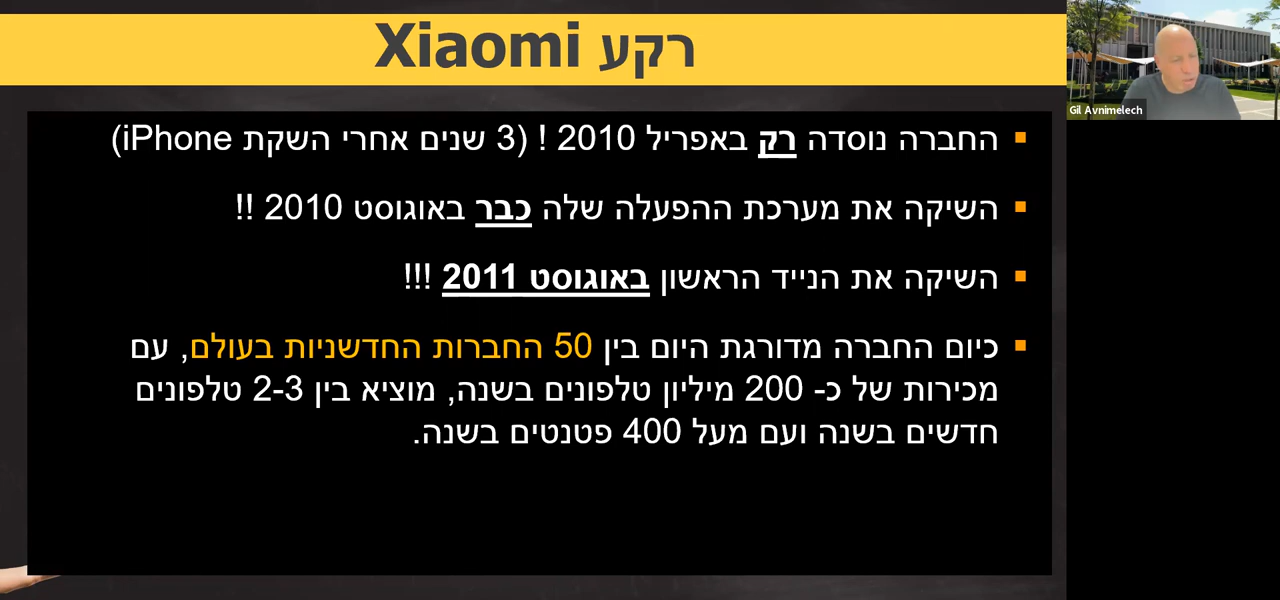 רקע Xiaomi
Gil Avnimelech
▪ החברה נוסדה רק באפריל 2010 ! (3 שנים אחרי השקת iPhone)
▪ השיקה את מערכת ההפעלה שלה כבר באוגוסט 2010 !!
▪ השיקה את הנייד הראשון באוגוסט 2011 !!!
▪ כיום החברה מדורגת היום בין 50 החברות החדשניות בעולם, עם
מכירות של כ- 200 מיליון טלפונים בשנה, מוציא בין 2-3 טלפונים
חדשים בשנה ועם מעל 400 פטנטים בשנה.